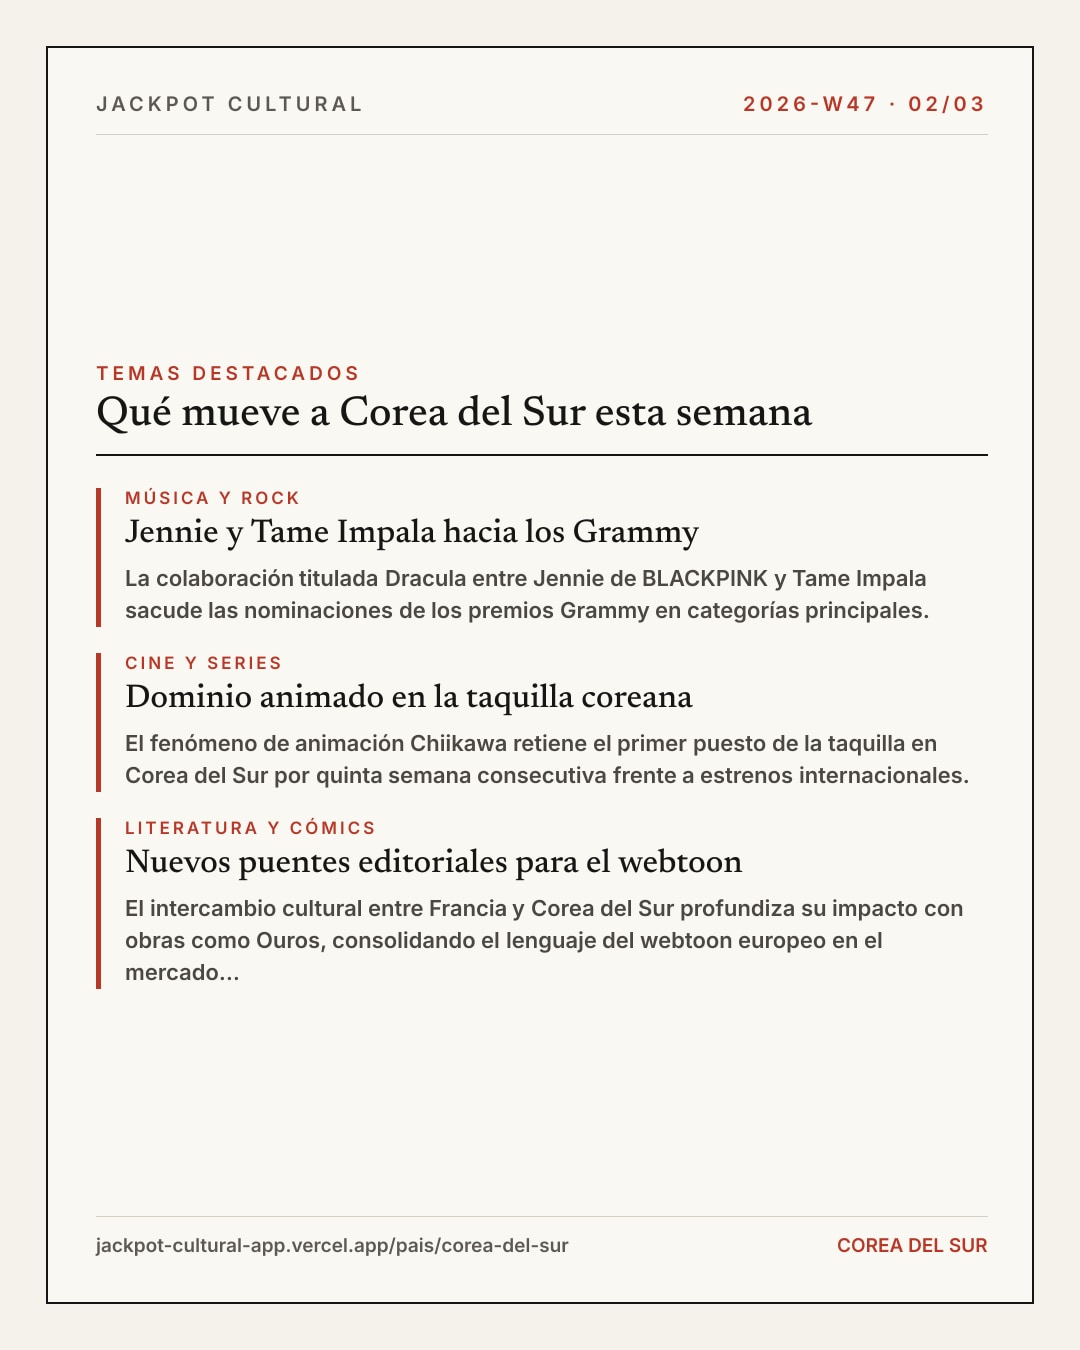 JACKPOT CULTURAL
2026-W47 · 02/03
TEMAS DESTACADOS
Qué mueve a Corea del Sur esta semana
MÚSICA Y ROCK
Jennie y Tame Impala hacia los Grammy
La colaboración titulada Dracula entre Jennie de BLACKPINK y Tame Impala
sacude las nominaciones de los premios Grammy en categorías principales.
CINE Y SERIES
Dominio animado en la taquilla coreana
El fenómeno de animación Chiikawa retiene el primer puesto de la taquilla en
Corea del Sur por quinta semana consecutiva frente a estrenos internacionales.
LITERATURA Y CÓMICS
Nuevos puentes editoriales para el webtoon
El intercambio cultural entre Francia y Corea del Sur profundiza su impacto con
obras como Ouros, consolidando el lenguaje del webtoon europeo en el
mercado...
jackpot-cultural-app.vercel.app/pais/corea-del-sur
COREA DEL SUR